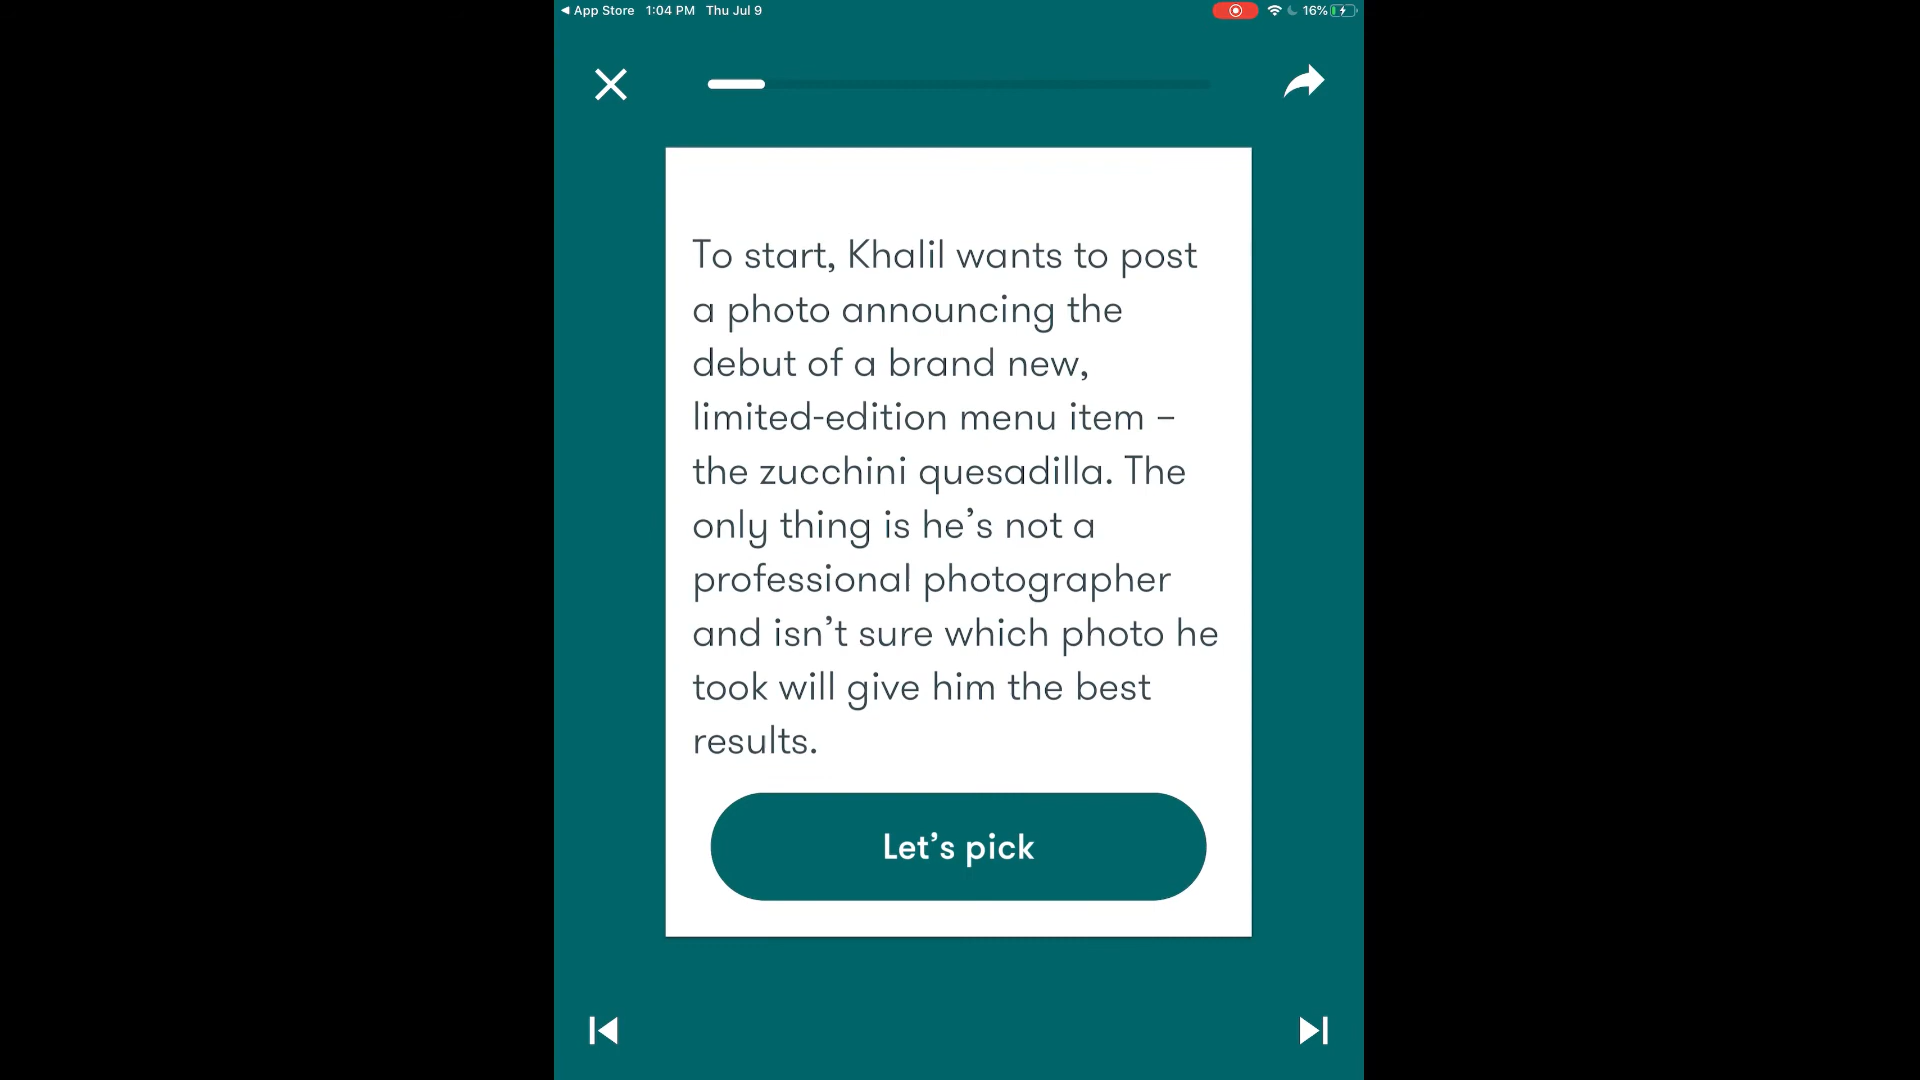 App Store 1:04 PM Thu Jul 9 16%
To start, Khalil wants to post
a photo announcing the
debut of a brand new,
limited-edition menu item –
the zucchini quesadilla. The
only thing is he’s not a
professional photographer
and isn’t sure which photo he
took will give him the best
results.
Let’s pick